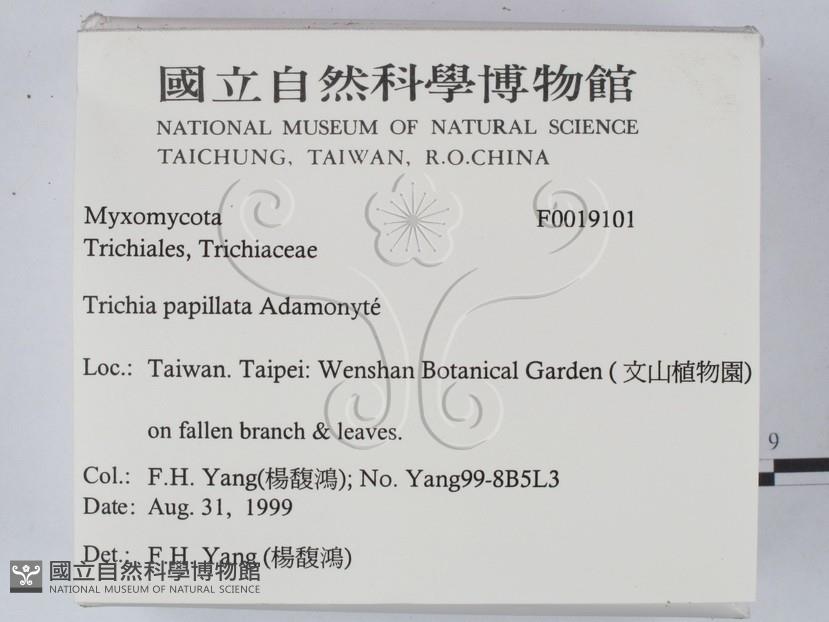 國立自然科學博物館
NATIONAL MUSEUM OF NATURAL SCIENCE
TAICHUNG, TAIWAN, R.O.CHINA
Myxomycota F0019101
Trichiales, Trichiaceae
Trichia papillata Adamonyté
Loc.: Taiwan. Taipei: Wenshan Botanical Garden ( 文山植物園)
on fallen branch & leaves.
9
Col.: F.H. Yang(楊馥鴻); No. Yang99-8B5L3
Date: Aug. 31, 1999
Det.: F.H. Yang (楊馥鴻)
國立自然科學博物館
NATIONAL MUSEUM OF NATURAL SCIENCE